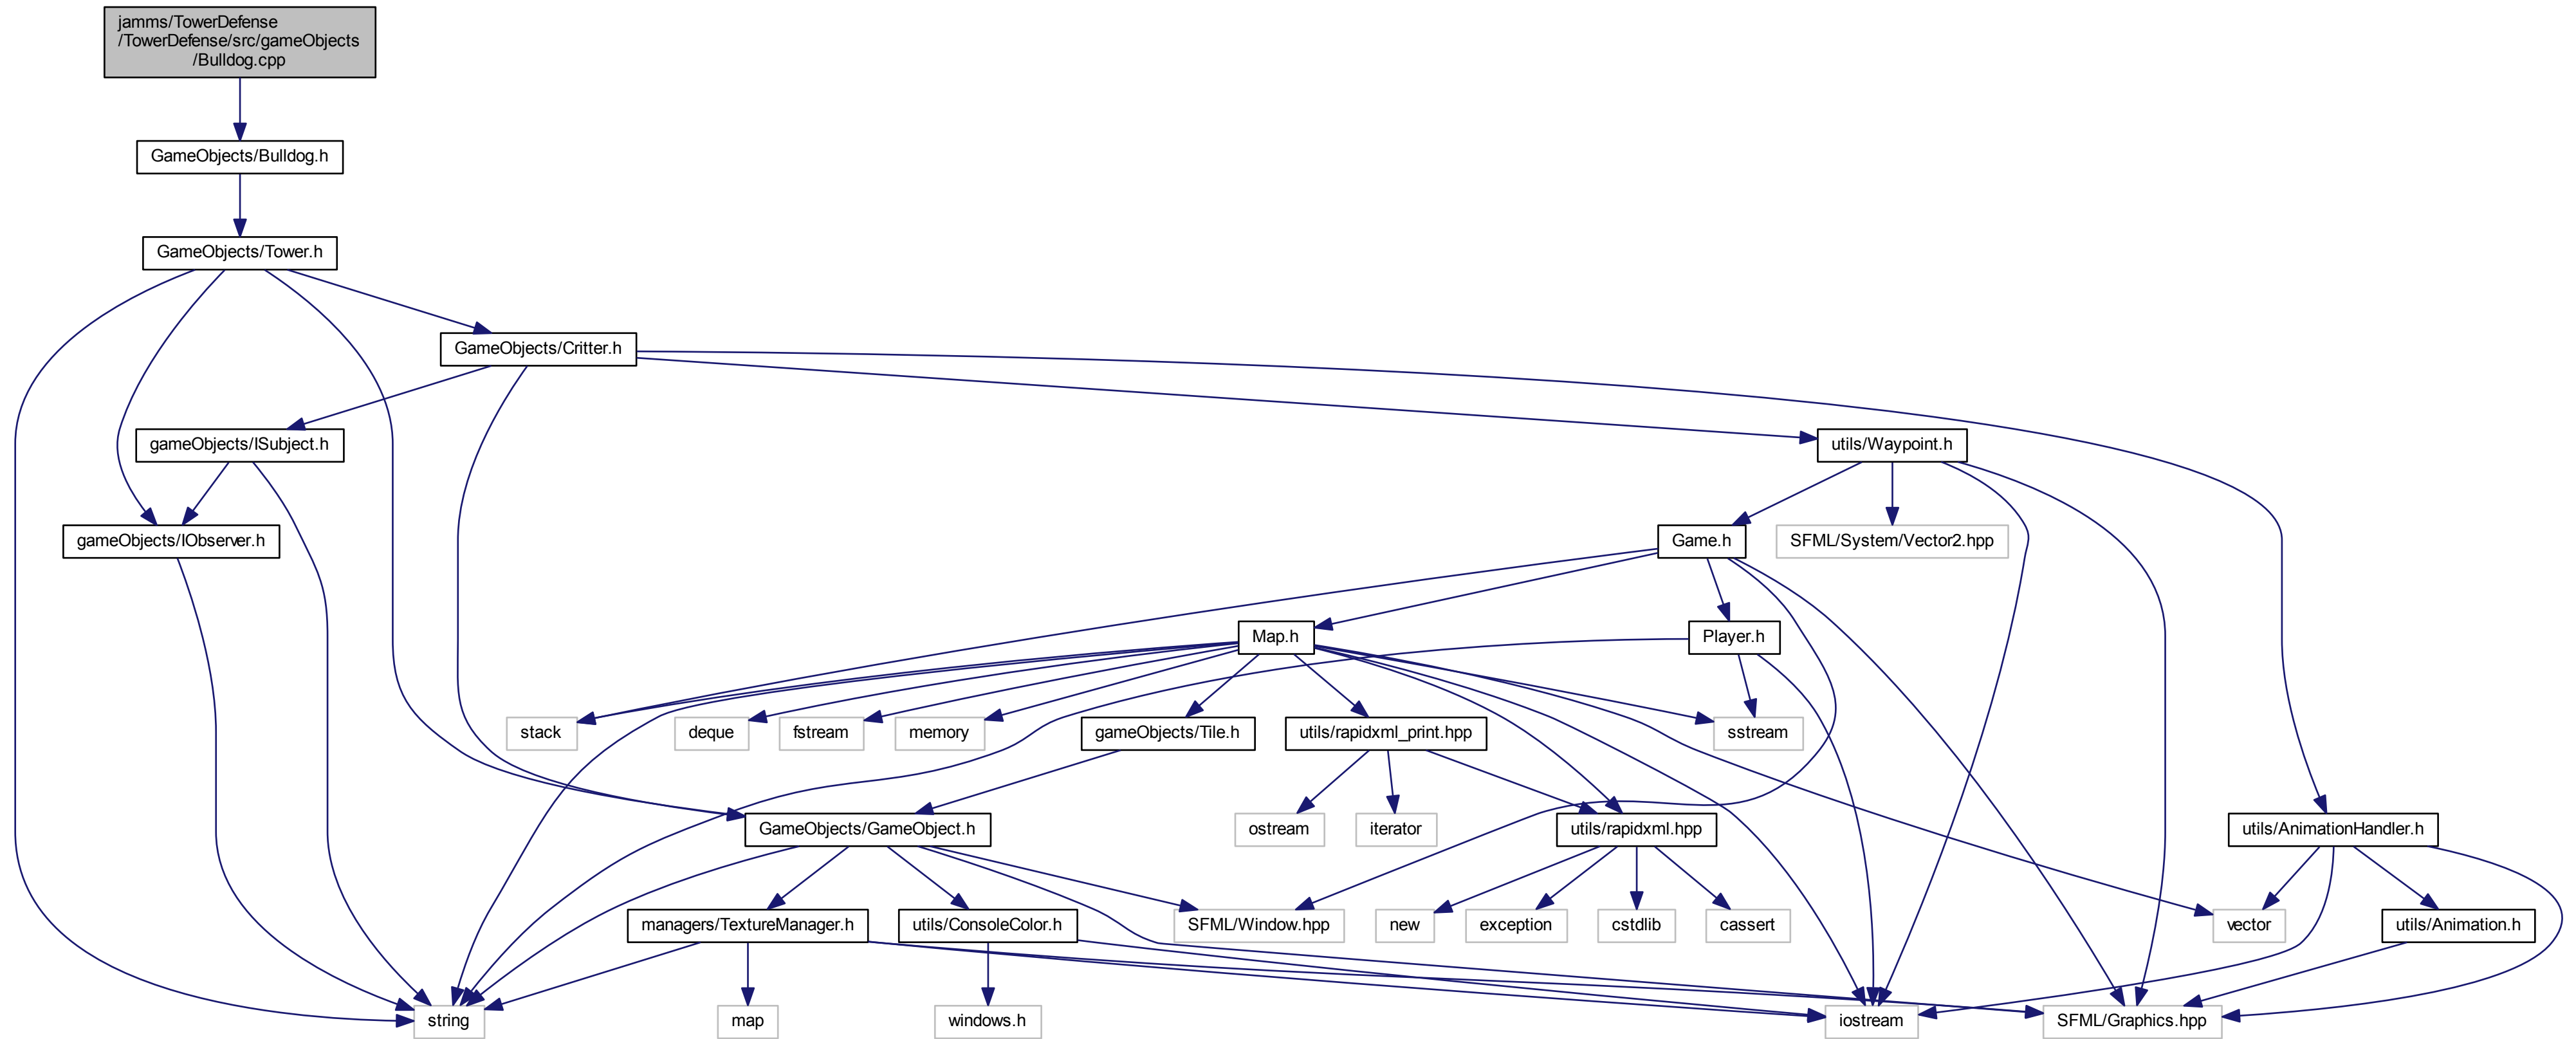 jamms/TowerDefense
/TowerDefense/src/gameObjects
/Bulldog.cpp
GameObjects/Bulldog.h
GameObjects/Tower.h
GameObjects/Critter.h
gameObjects/ISubject.h
utils/Waypoint.h
gameObjects/IObserver.h
Game.h
SFML/System/Vector2.hpp
Map.h
Player.h
stack
deque
fstream
memory
gameObjects/Tile.h
utils/rapidxml_print.hpp
sstream
GameObjects/GameObject.h
ostream
iterator
utils/rapidxml.hpp
utils/AnimationHandler.h
managers/TextureManager.h
utils/ConsoleColor.h
SFML/Window.hpp
new
exception
cstdlib
cassert
vector
utils/Animation.h
string
map
windows.h
iostream
SFML/Graphics.hpp